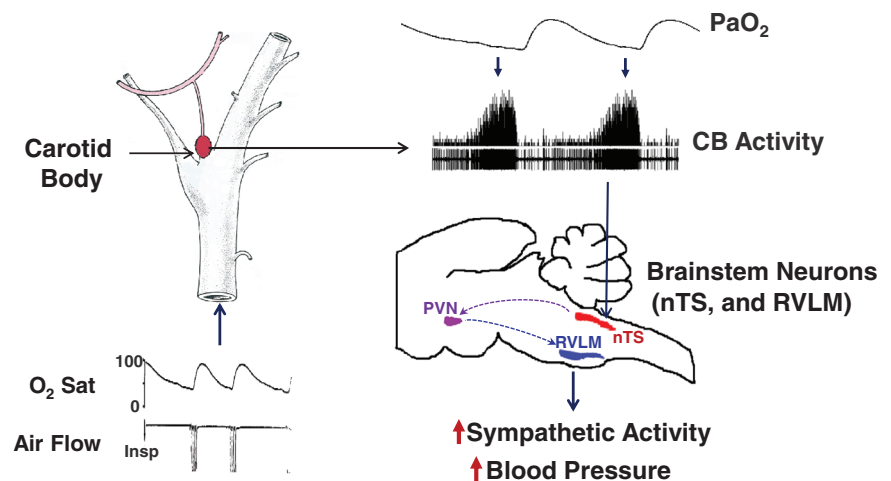 PaO₂
Carotid
Body
CB Activity
Brainstem Neurons
(nTS, and RVLM)
PVN
nTS
RVLM
100
O₂ Sat
0
Air Flow
Insp
Sympathetic Activity
Blood Pressure